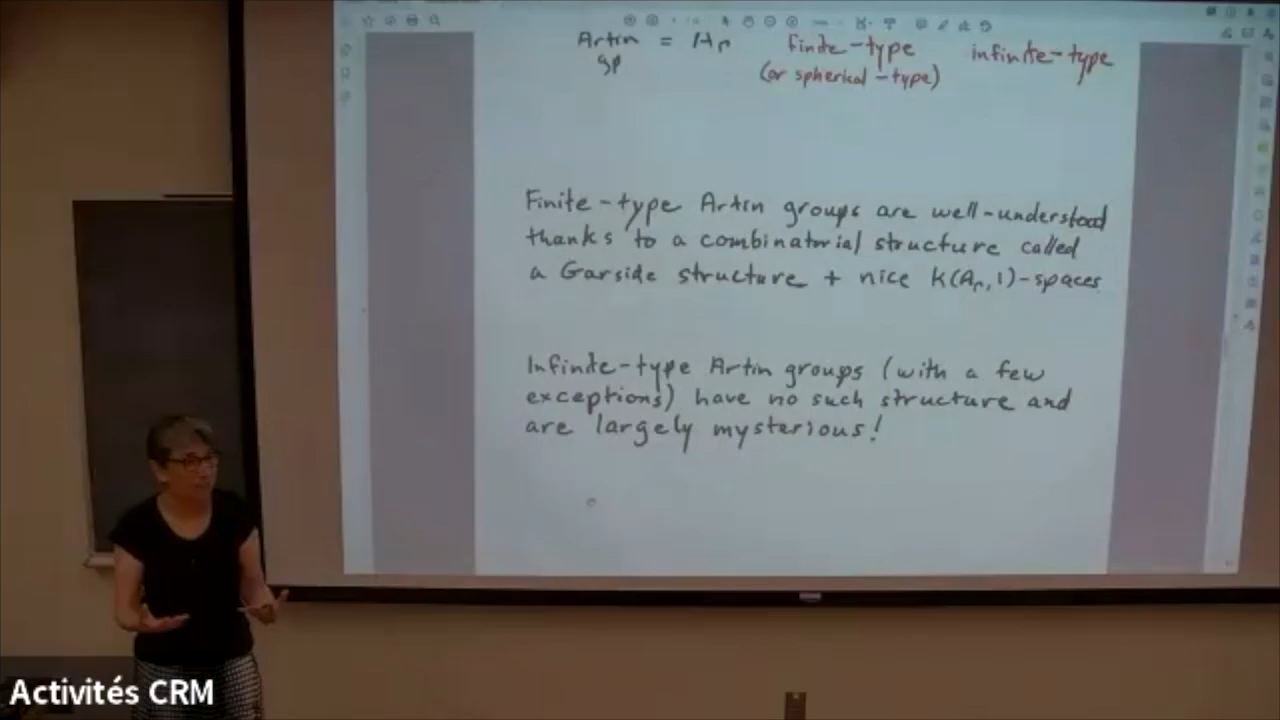 Artin = Aᴦ finite-type infinite-type
gp (or spherical-type)
Finite-type Artin groups are well-understood
thanks to a combinatorial structure called
a Garside structure + nice K(Aᴦ,1)-spaces
Infinite-type Artin groups (with a few
exceptions) have no such structure and
are largely mysterious!
Activités CRM